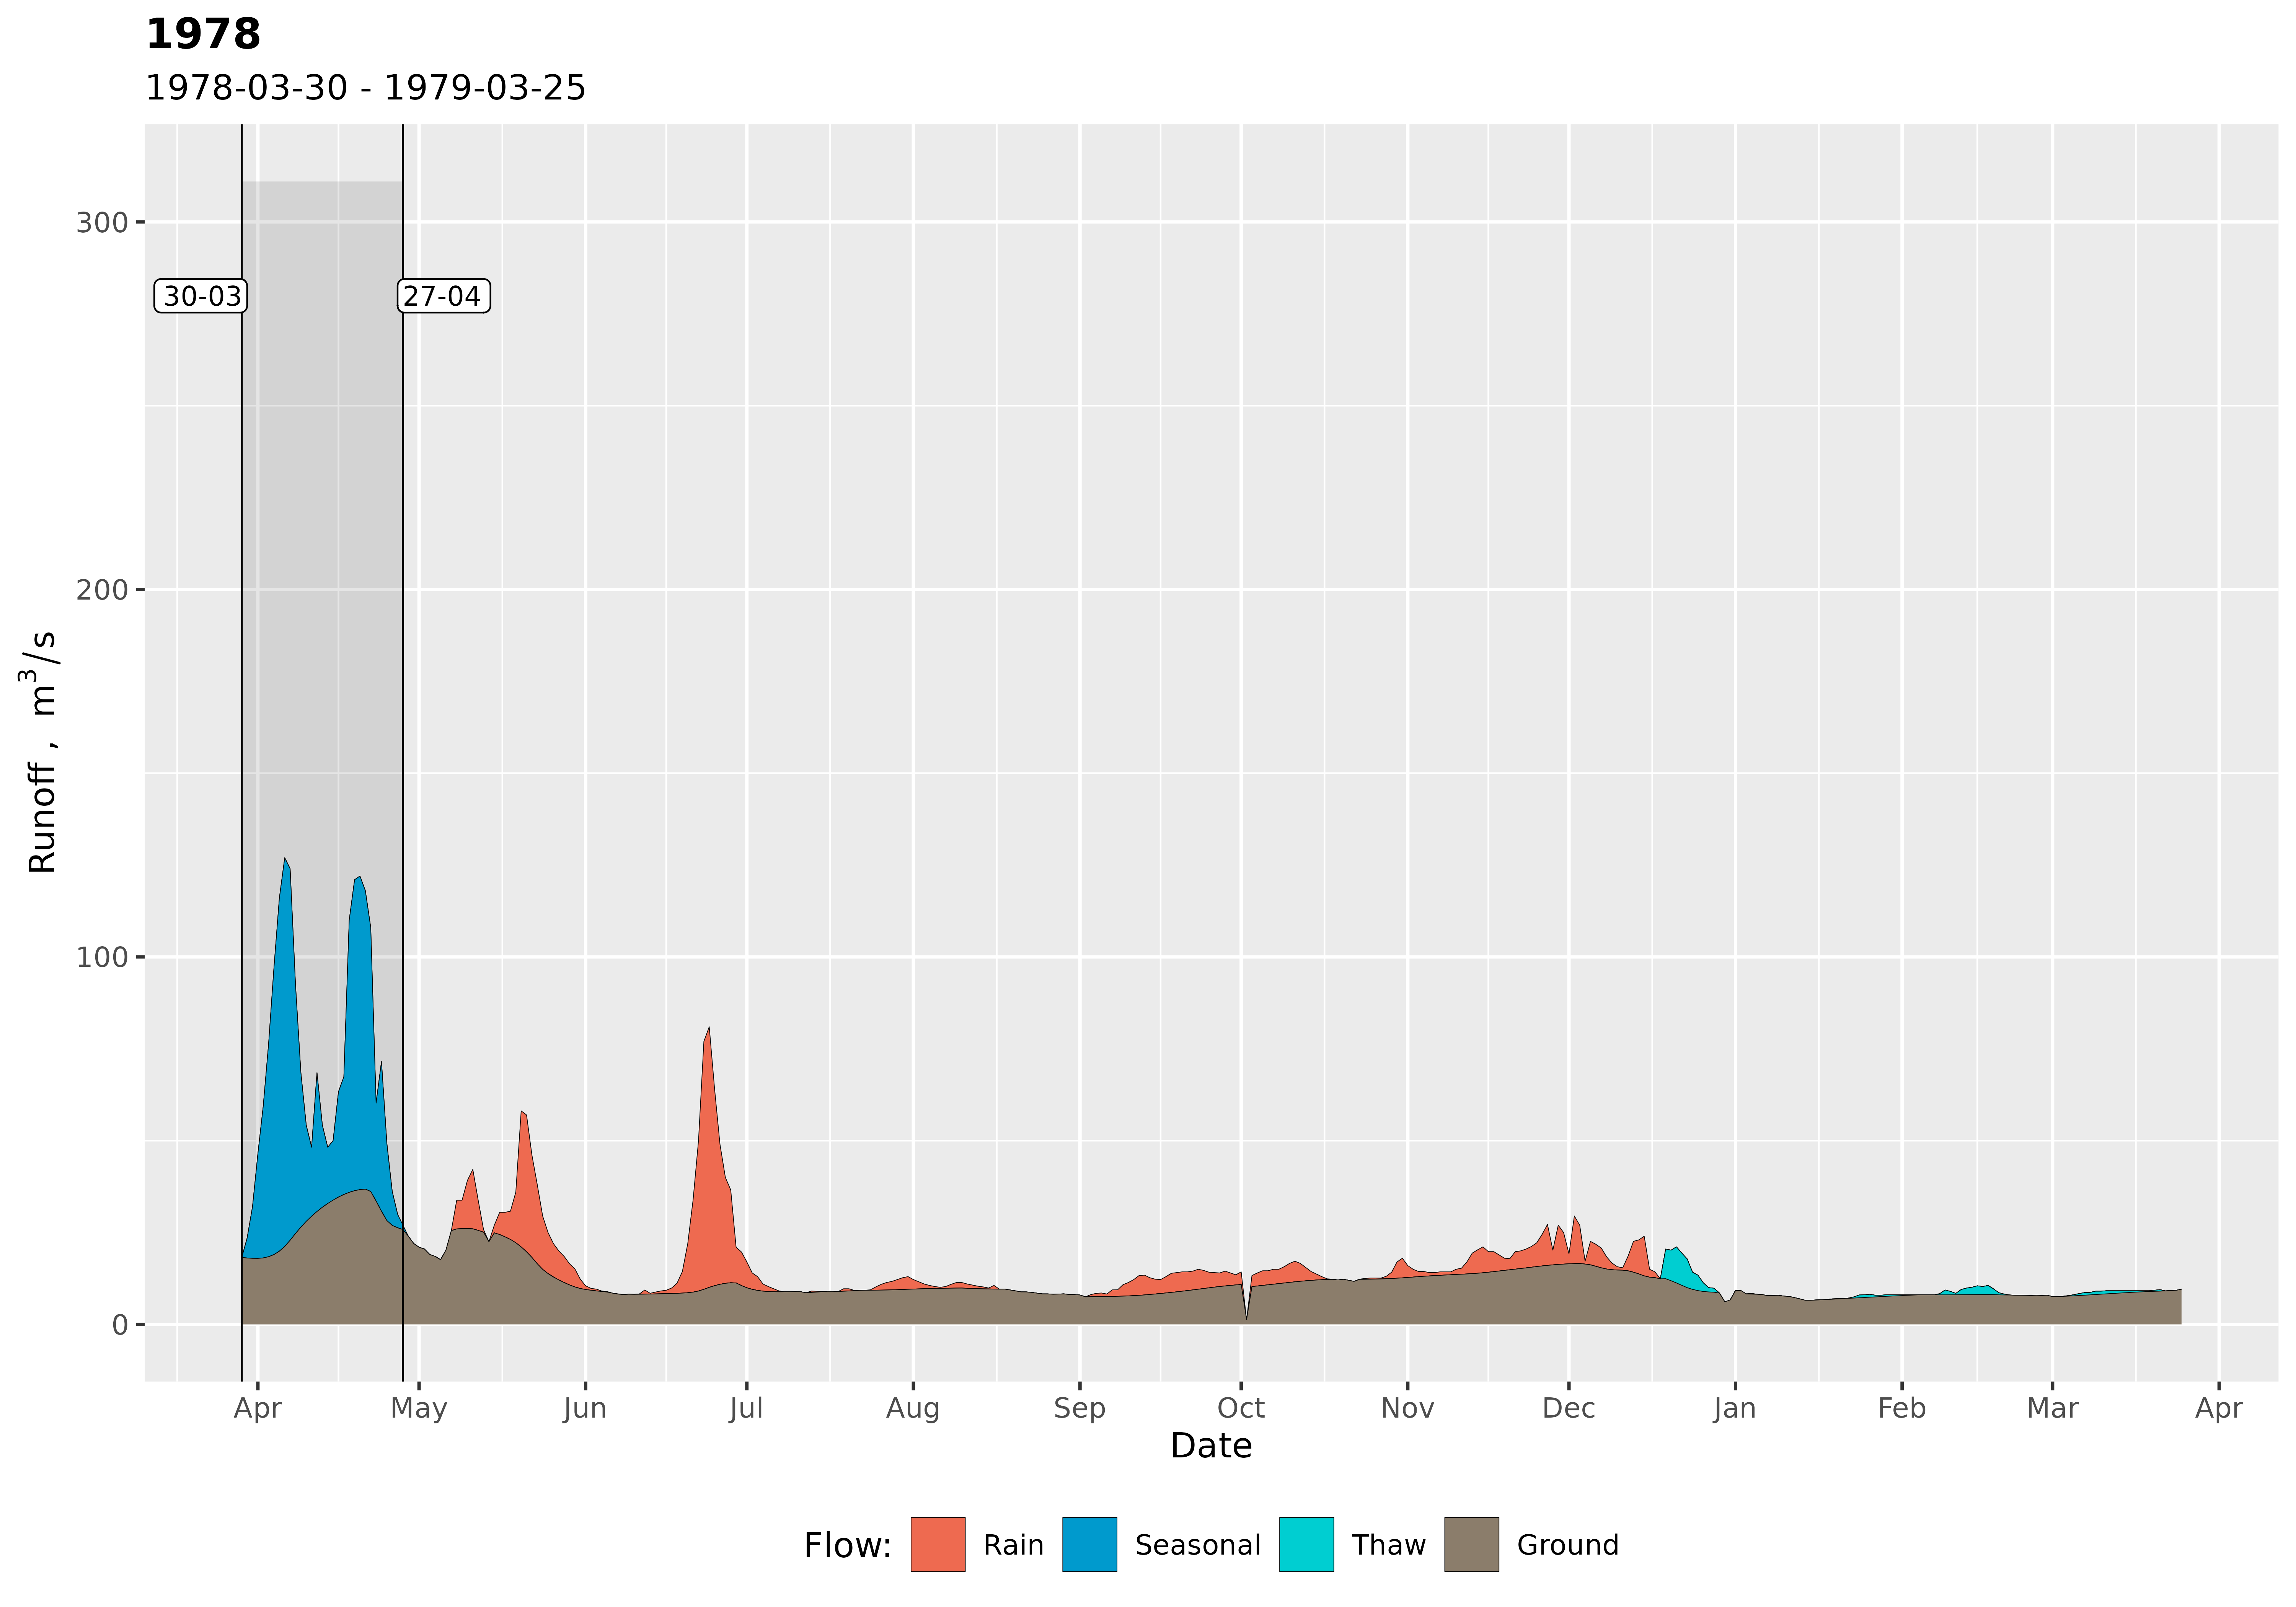 1978
1978-03-30 - 1979-03-25
300
200
100
0
Runoff , m³/s
30-03
27-04
Apr May Jun Jul Aug Sep Oct Nov Dec Jan Feb Mar Apr
Date
Flow: Rain Seasonal Thaw Ground